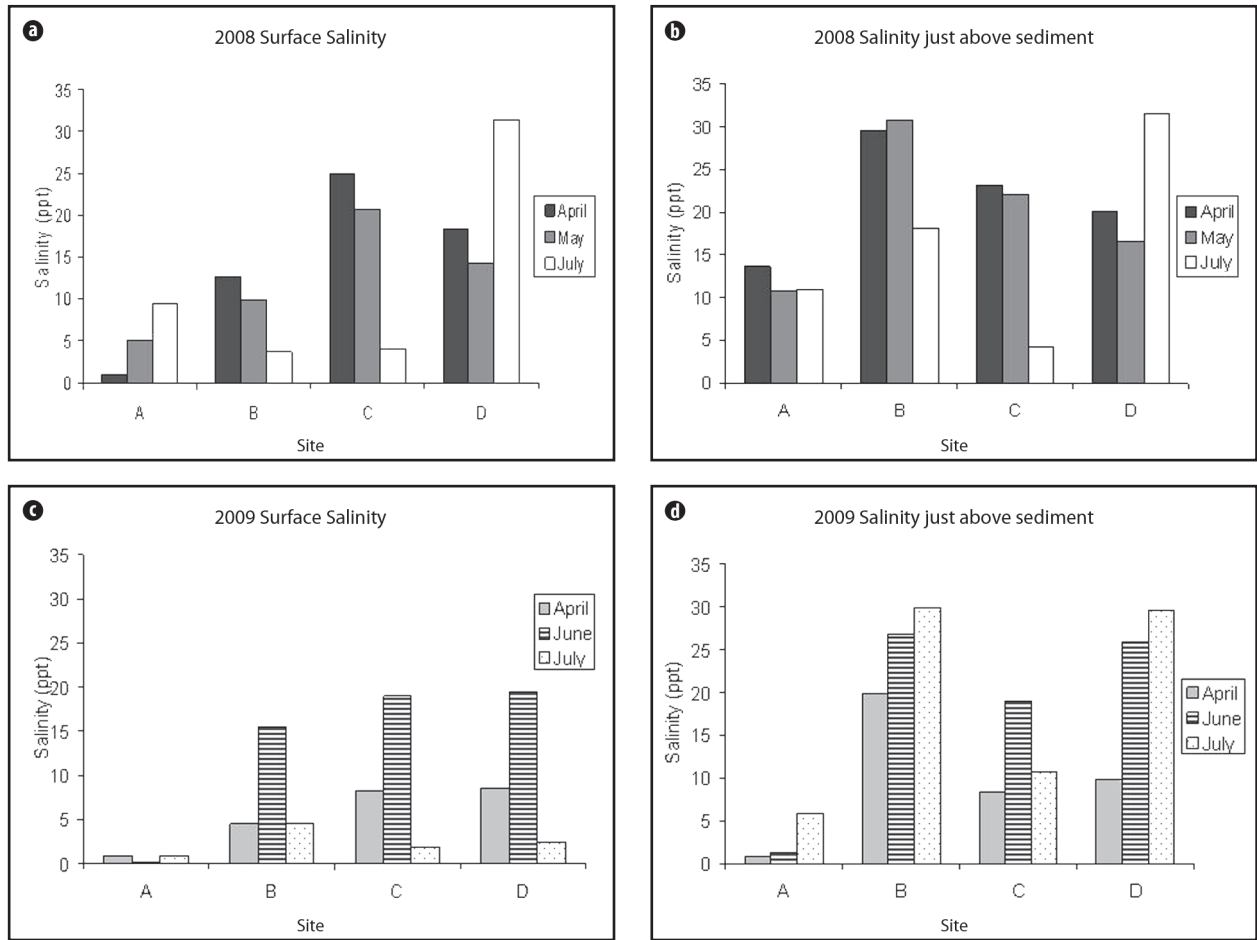 a
2008 Surface Salinity
35
30
25
20
15
10
5
0
Salinity (ppt)
A B C D
Site
April
May
July
b
2008 Salinity just above sediment
35
30
25
20
15
10
5
0
Salinity (ppt)
A B C D
Site
April
May
July
c
2009 Surface Salinity
35
30
25
20
15
10
5
0
Salinity (ppt)
A B C D
Site
April
June
July
d
2009 Salinity just above sediment
35
30
25
20
15
10
5
0
Salinity (ppt)
A B C D
Site
April
June
July